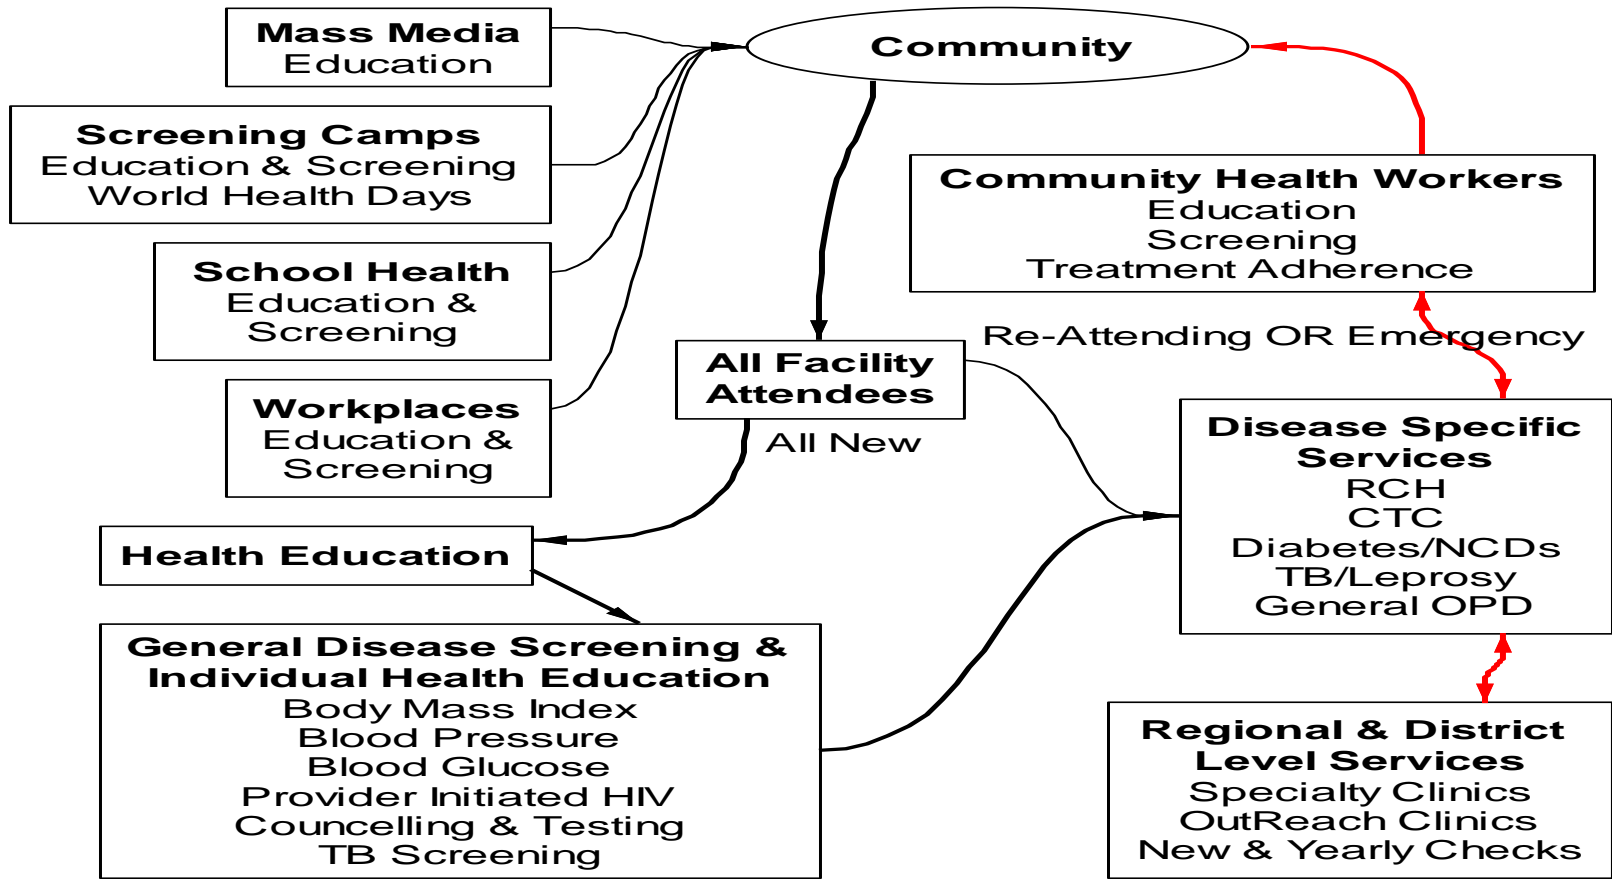 Mass Media
Education
Community
Screening Camps
Education & Screening
World Health Days
Community Health Workers
Education
Screening
Treatment Adherence
School Health
Education &
Screening
Re-Attending OR Emergency
All Facility
Attendees
All New
Workplaces
Education &
Screening
Disease Specific
Services
RCH
CTC
Diabetes/NCDs
TB/Leprosy
General OPD
Health Education
General Disease Screening &
Individual Health Education
Body Mass Index
Blood Pressure
Blood Glucose
Provider Initiated HIV
Councelling & Testing
TB Screening
Regional & District
Level Services
Specialty Clinics
OutReach Clinics
New & Yearly Checks